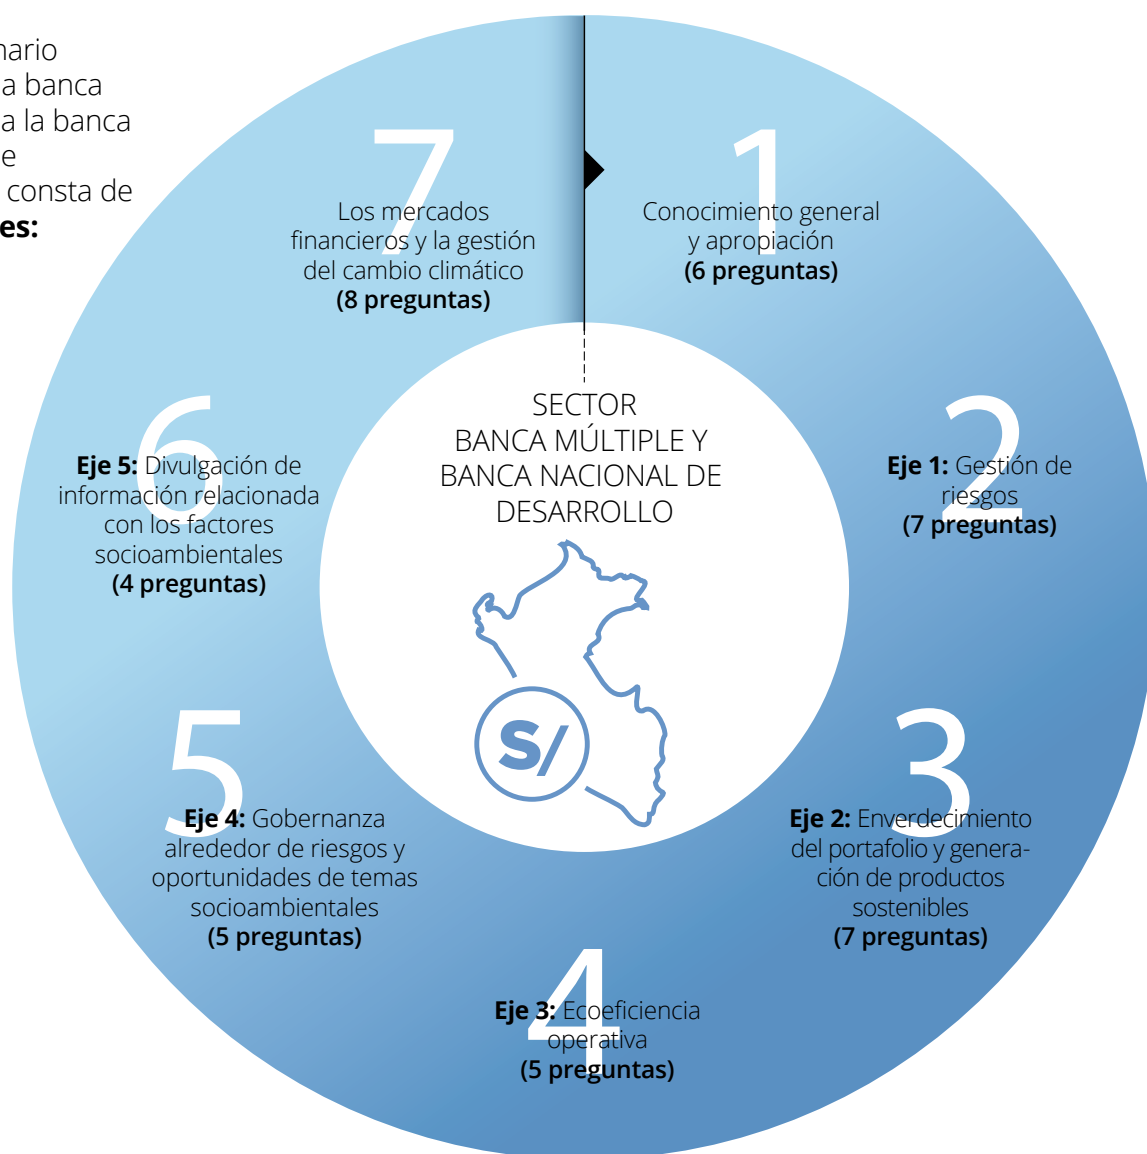 nario
a banca
a la banca
e
consta de
es:
1
Conocimiento general
y apropiación
(6 preguntas)
2
Eje 1: Gestión de
riesgos
(7 preguntas)
3
Eje 2: Enverdecimiento
del portafolio y genera-
ción de productos
sostenibles
(7 preguntas)
4
Eje 3: Ecoeficiencia
operativa
(5 preguntas)
5
Eje 4: Gobernanza
alrededor de riesgos y
oportunidades de temas
socioambientales
(5 preguntas)
6
Eje 5: Divulgación de
información relacionada
con los factores
socioambientales
(4 preguntas)
7
Los mercados
financieros y la gestión
del cambio climático
(8 preguntas)
SECTOR
BANCA MÚLTIPLE Y
BANCA NACIONAL DE
DESARROLLO
S/